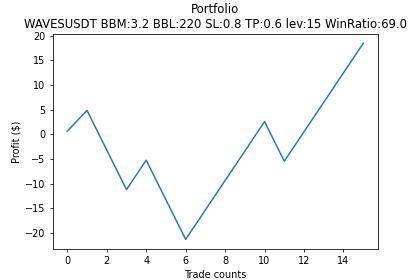 Portfolio
WAVESUSDT BBM:3.2 BBL:220 SL:0.8 TP:0.6 lev:15 WinRatio:69.0
20
15
10
5
0
−5
−10
−15
−20
Profit ($)
0 2 4 6 8 10 12 14
Trade counts